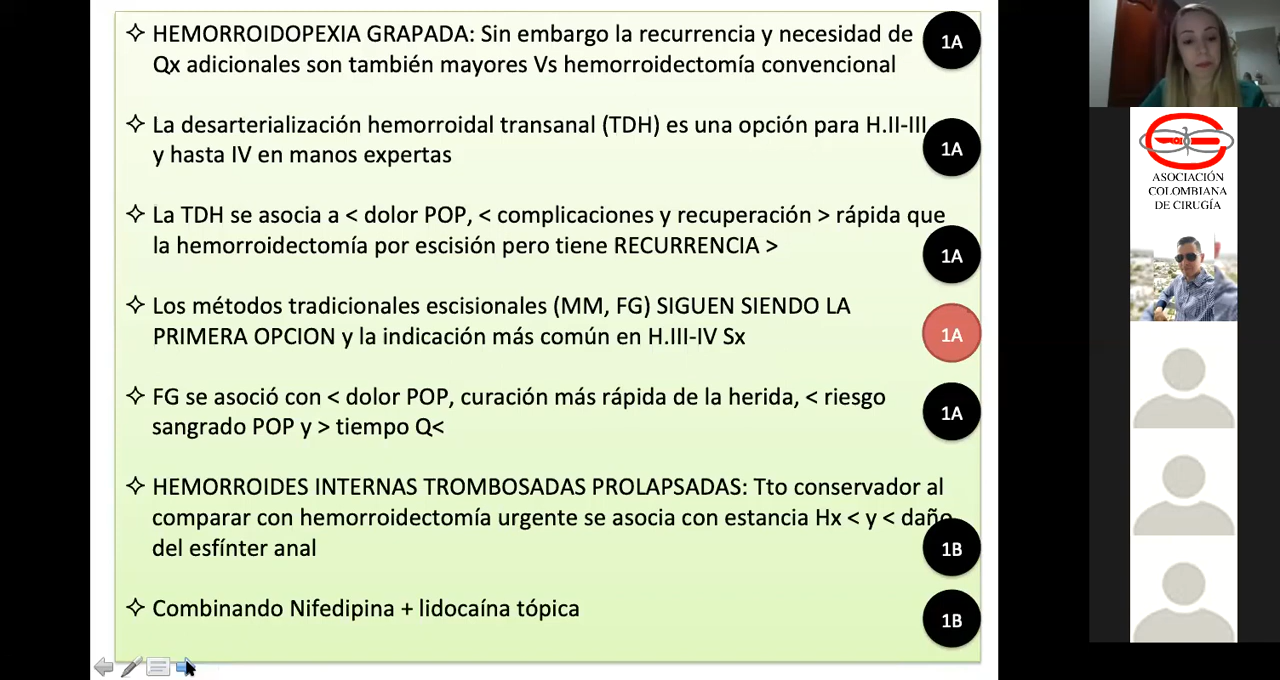 ✧ HEMORROIDOPEXIA GRAPADA: Sin embargo la recurrencia y necesidad de
Qx adicionales son también mayores Vs hemorroidectomía convencional
1A
✧ La desarterialización hemorroidal transanal (TDH) es una opción para H.II-III
y hasta IV en manos expertas
1A
✧ La TDH se asocia a < dolor POP, < complicaciones y recuperación > rápida que
la hemorroidectomía por escisión pero tiene RECURRENCIA >
1A
✧ Los métodos tradicionales escisionales (MM, FG) SIGUEN SIENDO LA
PRIMERA OPCION y la indicación más común en H.III-IV Sx
1A
✧ FG se asoció con < dolor POP, curación más rápida de la herida, < riesgo
sangrado POP y > tiempo Q<
1A
✧ HEMORROIDES INTERNAS TROMBOSADAS PROLAPSADAS: Tto conservador al
comparar con hemorroidectomía urgente se asocia con estancia Hx < y < daño
del esfínter anal
1B
✧ Combinando Nifedipina + lidocaína tópica
1B
ASOCIACIÓN
COLOMBIANA
DE CIRUGÍA